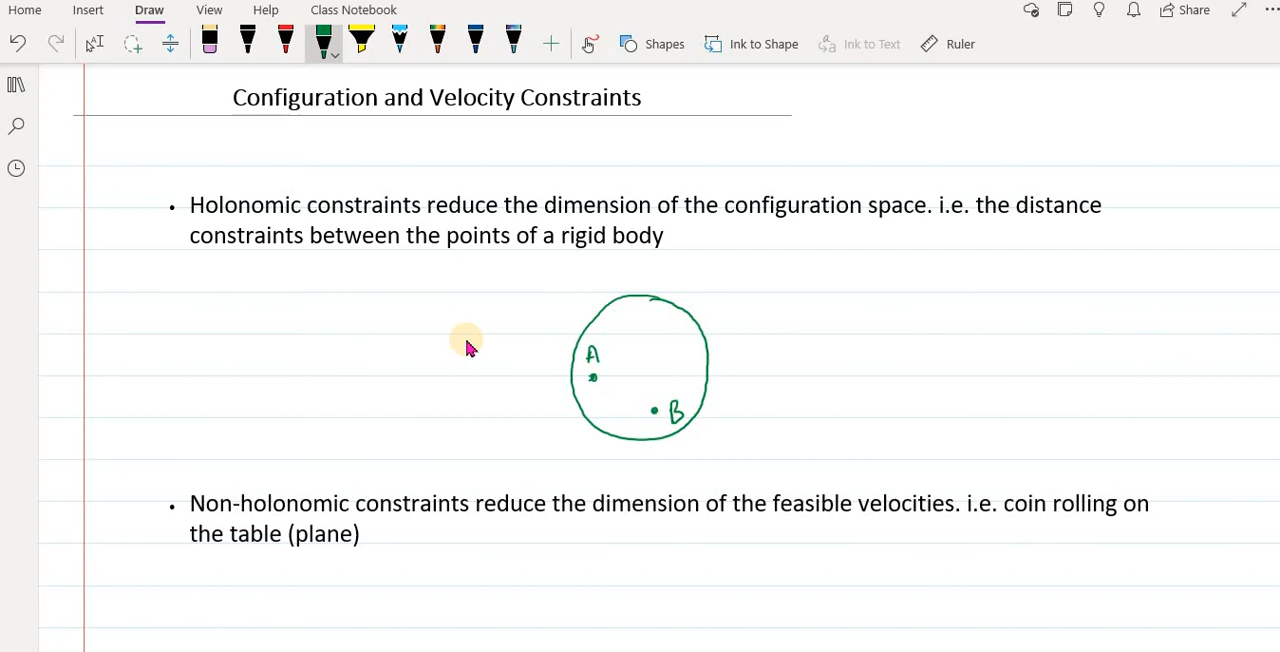 Home Insert Draw View Help Class Notebook Share
Shapes Ink to Shape Ink to Text Ruler
Configuration and Velocity Constraints
• Holonomic constraints reduce the dimension of the configuration space. i.e. the distance
constraints between the points of a rigid body
A
B
• Non-holonomic constraints reduce the dimension of the feasible velocities. i.e. coin rolling on
the table (plane)